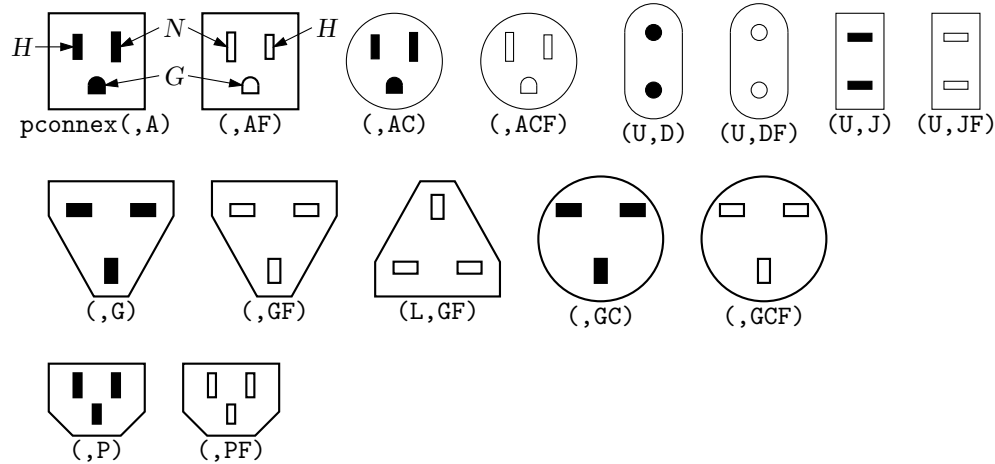 H N H
G
pconnex(,A) (,AF) (,AC) (,ACF) (U,D) (U,DF) (U,J) (U,JF)
(,G) (,GF) (L,GF) (,GC) (,GCF)
(,P) (,PF)